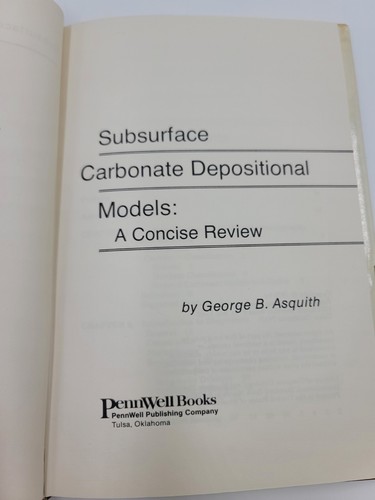 Subsurface
Carbonate Depositional
Models:
A Concise Review
by George B. Asquith
PennWell Books
PennWell Publishing Company
Tulsa, Oklahoma